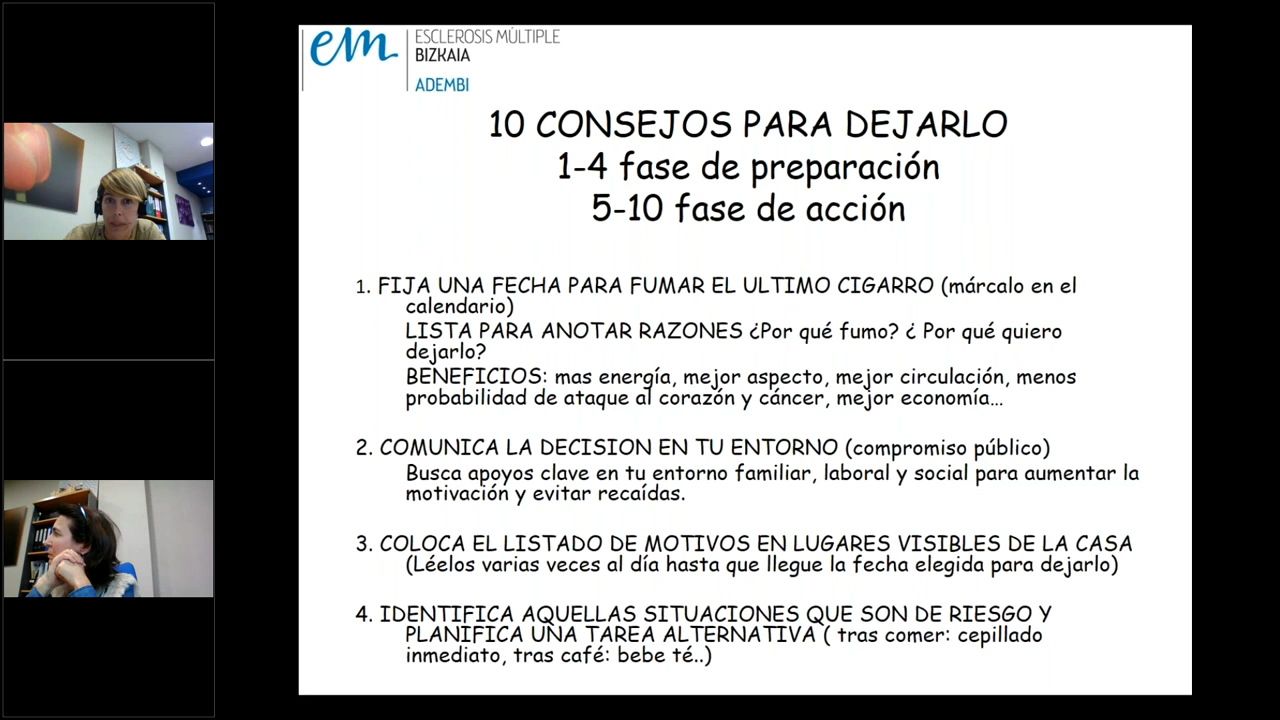 em
ESCLEROSIS MÚLTIPLE
BIZKAIA
ADEMBI
10 CONSEJOS PARA DEJARLO
1-4 fase de preparación
5-10 fase de acción
1. FIJA UNA FECHA PARA FUMAR EL ULTIMO CIGARRO (márcalo en el
calendario)
LISTA PARA ANOTAR RAZONES ¿Por qué fumo? ¿ Por qué quiero
dejarlo?
BENEFICIOS: mas energía, mejor aspecto, mejor circulación, menos
probabilidad de ataque al corazón y cáncer, mejor economía…
2. COMUNICA LA DECISION EN TU ENTORNO (compromiso público)
Busca apoyos clave en tu entorno familiar, laboral y social para aumentar la
motivación y evitar recaídas.
3. COLOCA EL LISTADO DE MOTIVOS EN LUGARES VISIBLES DE LA CASA
(Léelos varias veces al día hasta que llegue la fecha elegida para dejarlo)
4. IDENTIFICA AQUELLAS SITUACIONES QUE SON DE RIESGO Y
PLANIFICA UNA TAREA ALTERNATIVA ( tras comer: cepillado
inmediato, tras café: bebe té..)